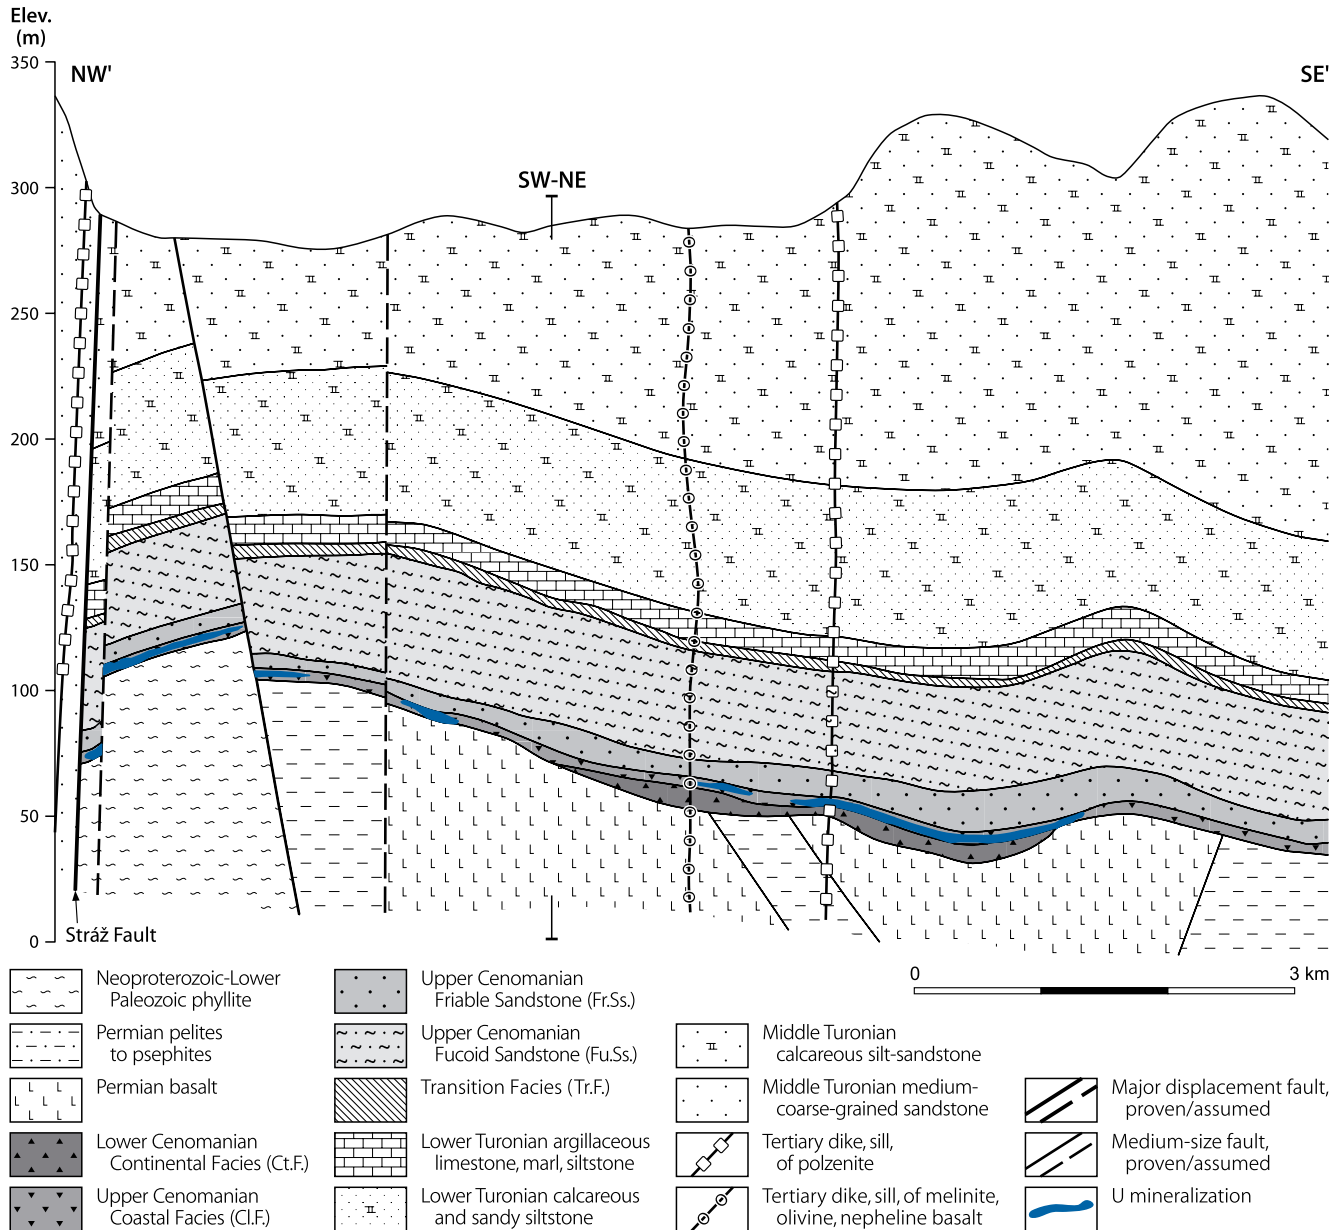 Elev.
(m)
350
300
250
200
150
100
50
0
NW'
SE'
SW-NE
Stráž Fault
0 3 km
Neoproterozoic-Lower
Paleozoic phyllite
Permian pelites
to psephites
Permian basalt
Lower Cenomanian
Continental Facies (Ct.F.)
Upper Cenomanian
Coastal Facies (Cl.F.)
Upper Cenomanian
Friable Sandstone (Fr.Ss.)
Upper Cenomanian
Fucoid Sandstone (Fu.Ss.)
Transition Facies (Tr.F.)
Lower Turonian argillaceous
limestone, marl, siltstone
Lower Turonian calcareous
and sandy siltstone
Middle Turonian
calcareous silt-sandstone
Middle Turonian medium-
coarse-grained sandstone
Tertiary dike, sill,
of polzenite
Tertiary dike, sill, of melinite,
olivine, nepheline basalt
Major displacement fault,
proven/assumed
Medium-size fault,
proven/assumed
U mineralization